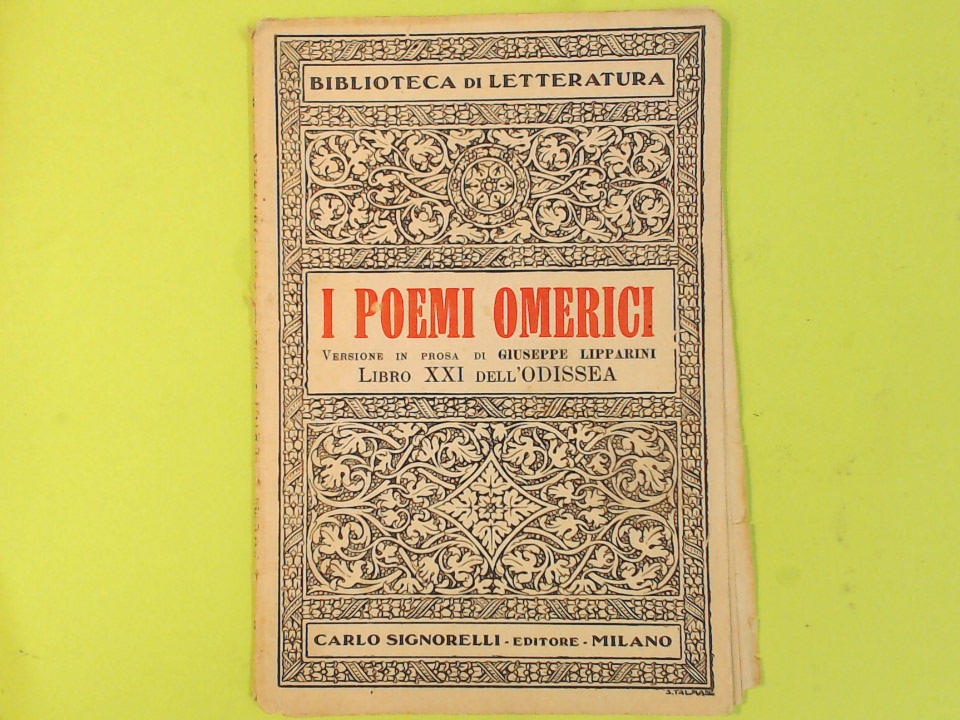 BIBLIOTECA DI LETTERATURA
I POEMI OMERICI
VERSIONE IN PROSA DI GIUSEPPE LIPPARINI
LIBRO XXI DELL'ODISSEA
CARLO SIGNORELLI - EDITORE - MILANO